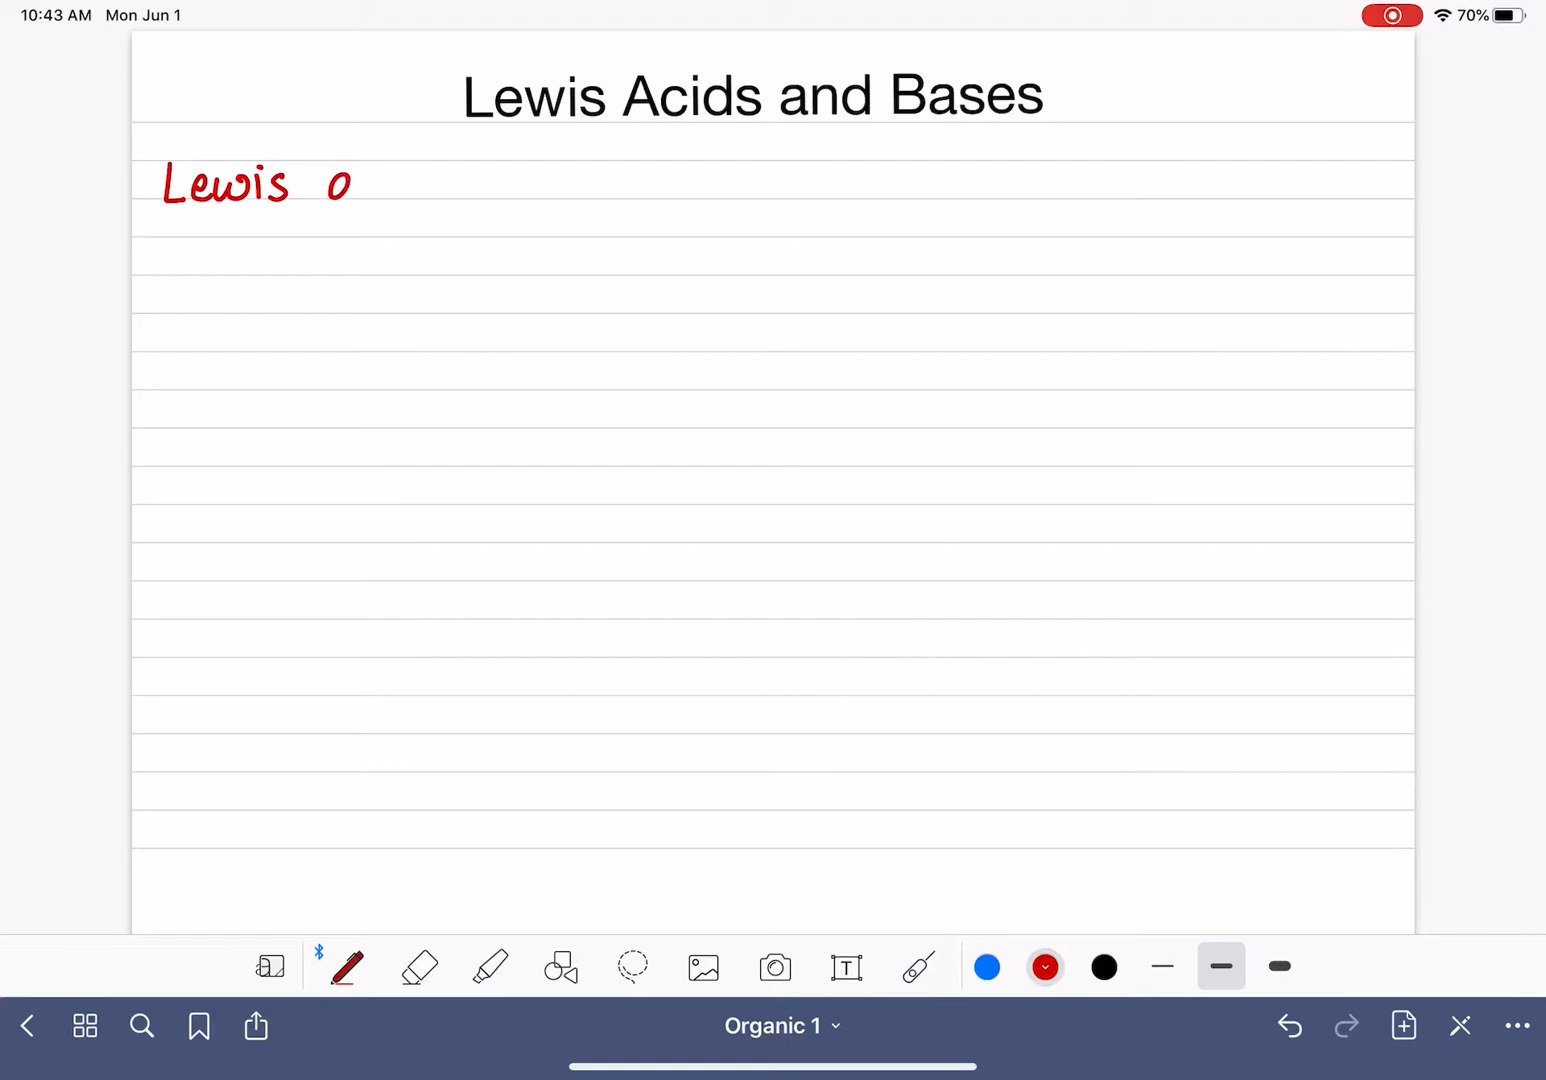 10:43 AM Mon Jun 1
70%
Lewis Acids and Bases
Lewis o
T
Organic 1